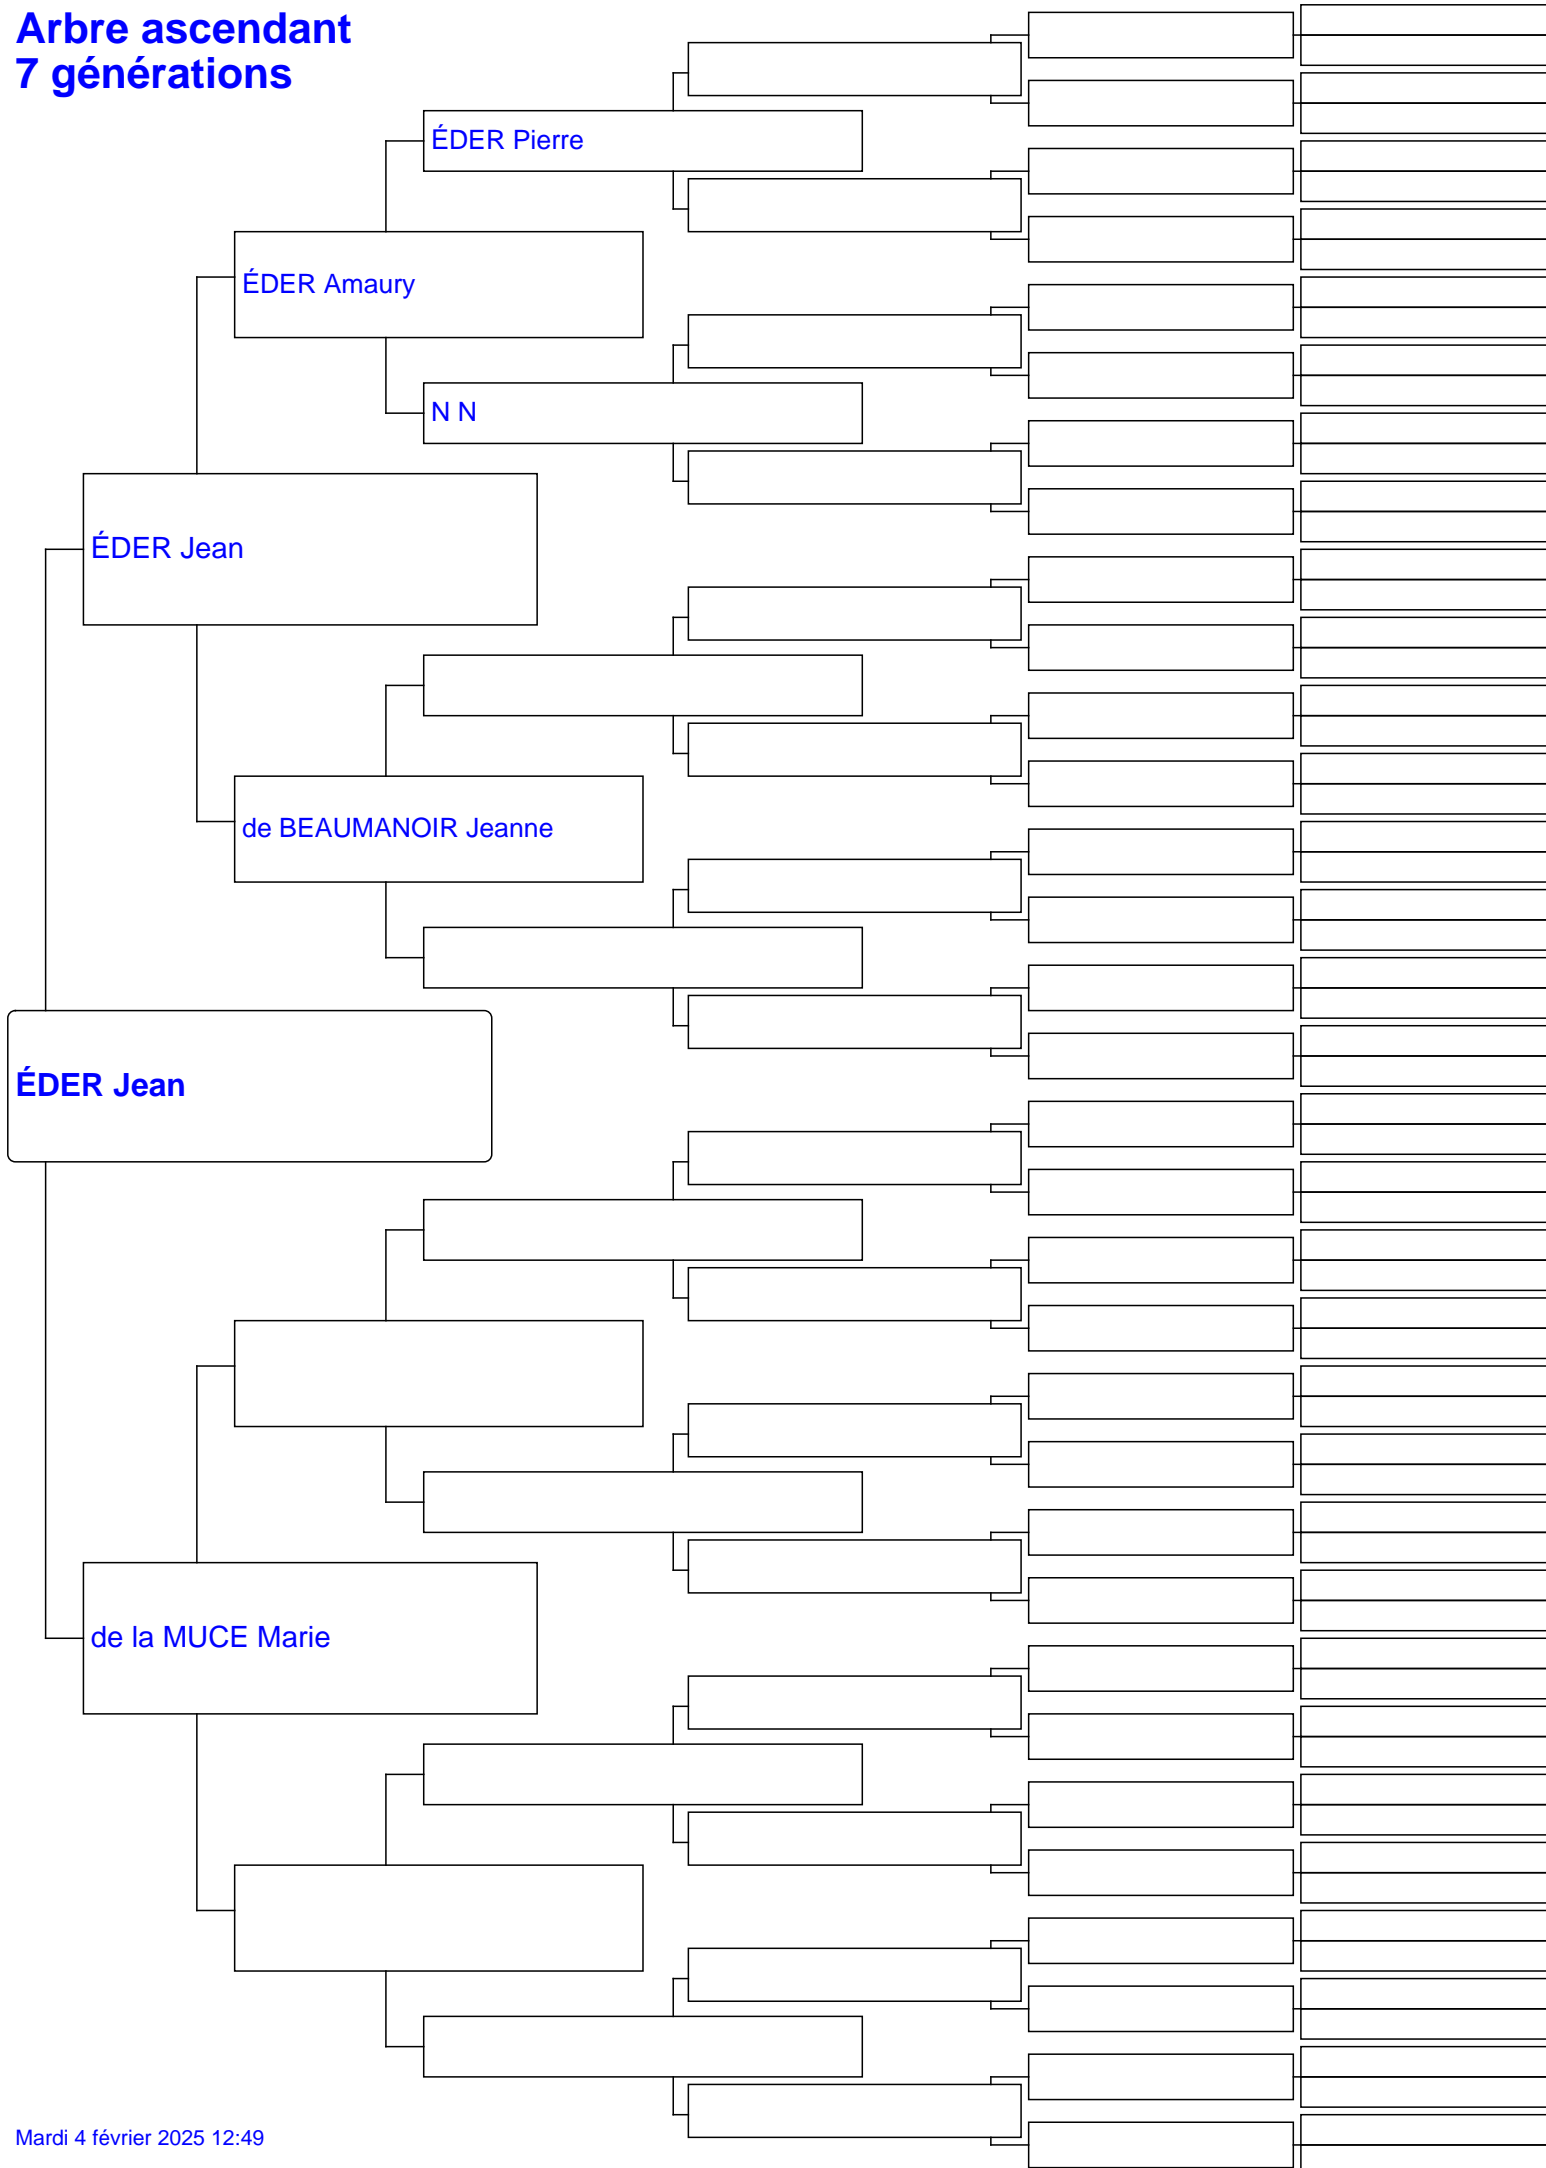 Arbre ascendant
7 générations
ÉDER Pierre
ÉDER Amaury
N N
ÉDER Jean
de BEAUMANOIR Jeanne
ÉDER Jean
de la MUCE Marie
Mardi 4 février 2025 12:49